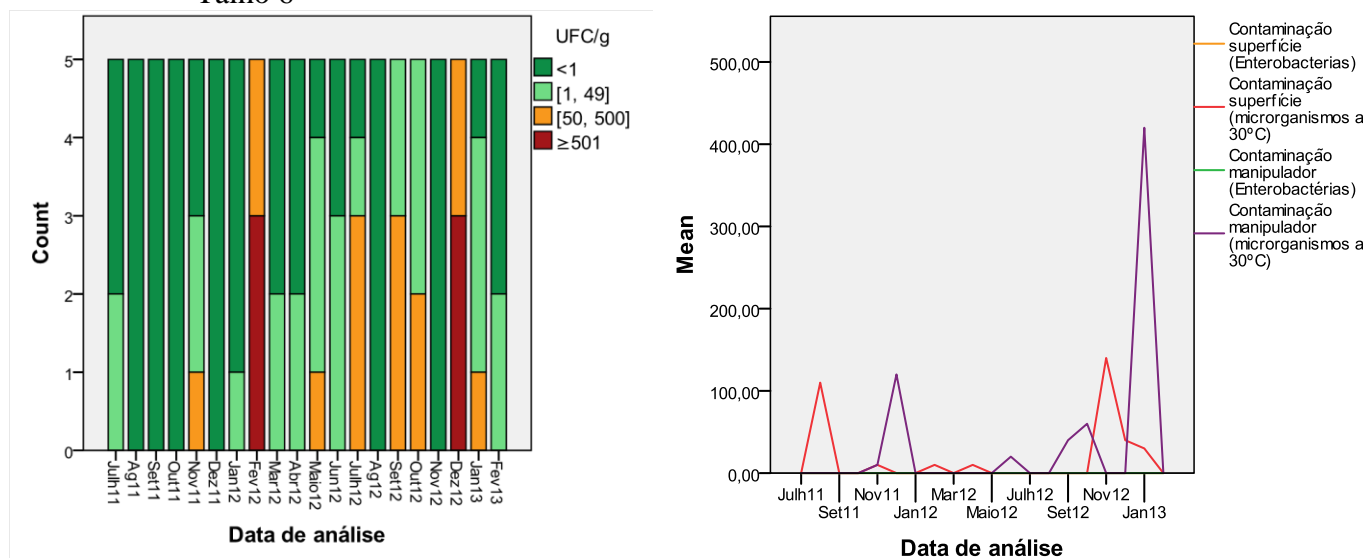 UFC/g
<1
[1, 49]
[50, 500]
≥501
5
4
3
2
1
0
Count
Julh11
Ag11
Set11
Out11
Nov11
Dez11
Jan12
Fev12
Mar12
Abr12
Maio12
Jun12
Julh12
Ag12
Set12
Out12
Nov12
Dez12
Jan13
Fev13
Data de análise
500,00
400,00
300,00
200,00
100,00
0,00
Mean
Julh11
Set11
Nov11
Jan12
Mar12
Maio12
Julh12
Set12
Nov12
Jan13
Data de análise
Contaminação
superfície
(Enterobacterias)
Contaminação
superfície
(microrganismos a
30ºC)
Contaminação
manipulador
(Enterobactérias)
Contaminação
manipulador
(microrganismos a
30ºC)